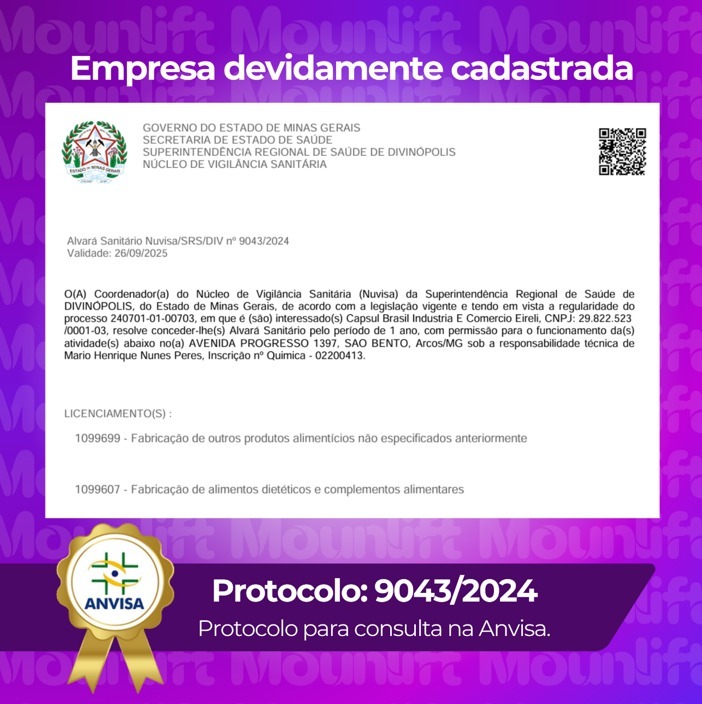 Mounlift Mounlift Mounlift
Empresa devidamente cadastrada
GOVERNO DO ESTADO DE MINAS GERAIS
SECRETARIA DE ESTADO DE SAÚDE
SUPERINTENDÊNCIA REGIONAL DE SAÚDE DE DIVINÓPOLIS
NÚCLEO DE VIGILÂNCIA SANITÁRIA
Alvará Sanitário Nuvisa/SRS/DIV nº 9043/2024
Validade: 26/09/2025
O(A) Coordenador(a) do Núcleo de Vigilância Sanitária (Nuvisa) da Superintendência Regional de Saúde de
DIVINÓPOLIS, do Estado de Minas Gerais, de acordo com a legislação vigente e tendo em vista a regularidade do
processo 240701-01-00703, em que é (são) interessado(s) Capsul Brasil Industria E Comercio Eireli, CNPJ: 29.822.523
/0001-03, resolve conceder-lhe(s) Alvará Sanitário pelo período de 1 ano, com permissão para o funcionamento da(s)
atividade(s) abaixo no(a) AVENIDA PROGRESSO 1397, SAO BENTO, Arcos/MG sob a responsabilidade técnica de
Mario Henrique Nunes Peres, Inscrição nº Quimica - 02200413.
LICENCIAMENTO(S) :
1099699 - Fabricação de outros produtos alimentícios não especificados anteriormente
1099607 - Fabricação de alimentos dietéticos e complementos alimentares
ANVISA
Protocolo: 9043/2024
Protocolo para consulta na Anvisa.